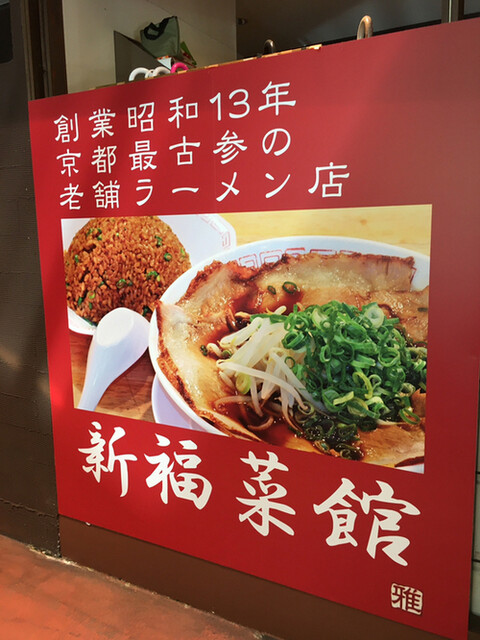 創業昭和13年
京都最古参の
老舗ラーメン店
新福菜館
雅